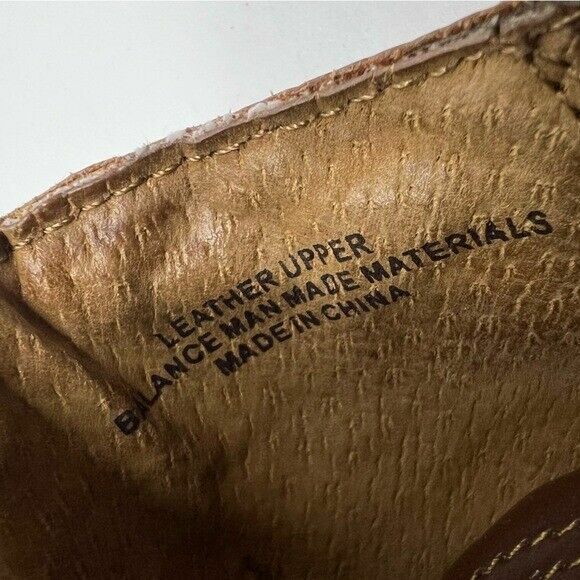 LEATHER UPPER
BALANCE MAN MADE MATERIALS
MADE IN CHINA